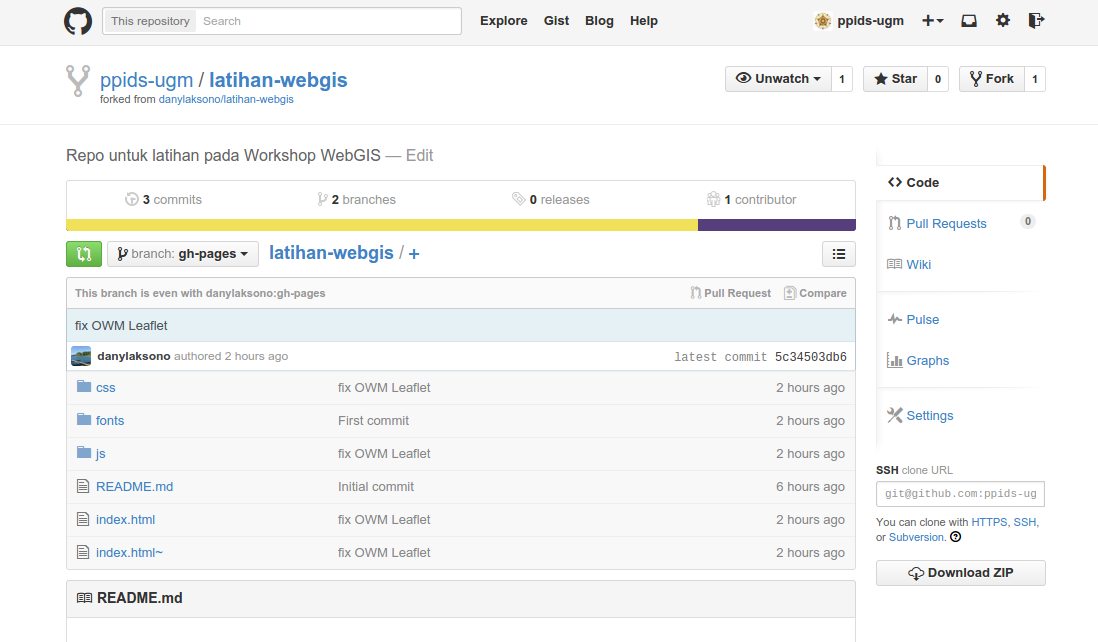 This repository Search Explore Gist Blog Help ppids-ugm
ppids-ugm / latihan-webgis Unwatch 1 Star 0 Fork 1
forked from danylaksono/latihan-webgis
Repo untuk latihan pada Workshop WebGIS — Edit
3 commits 2 branches 0 releases 1 contributor
branch: gh-pages latihan-webgis / +
This branch is even with danylaksono:gh-pages Pull Request Compare
fix OWM Leaflet
danylaksono authored 2 hours ago latest commit 5c34503db6
css fix OWM Leaflet 2 hours ago
fonts First commit 2 hours ago
js fix OWM Leaflet 2 hours ago
README.md Initial commit 6 hours ago
index.html fix OWM Leaflet 2 hours ago
index.html~ fix OWM Leaflet 2 hours ago
README.md
Code
Pull Requests 0
Wiki
Pulse
Graphs
Settings
SSH clone URL
git@github.com:ppids-ug
You can clone with HTTPS, SSH,
or Subversion.
Download ZIP